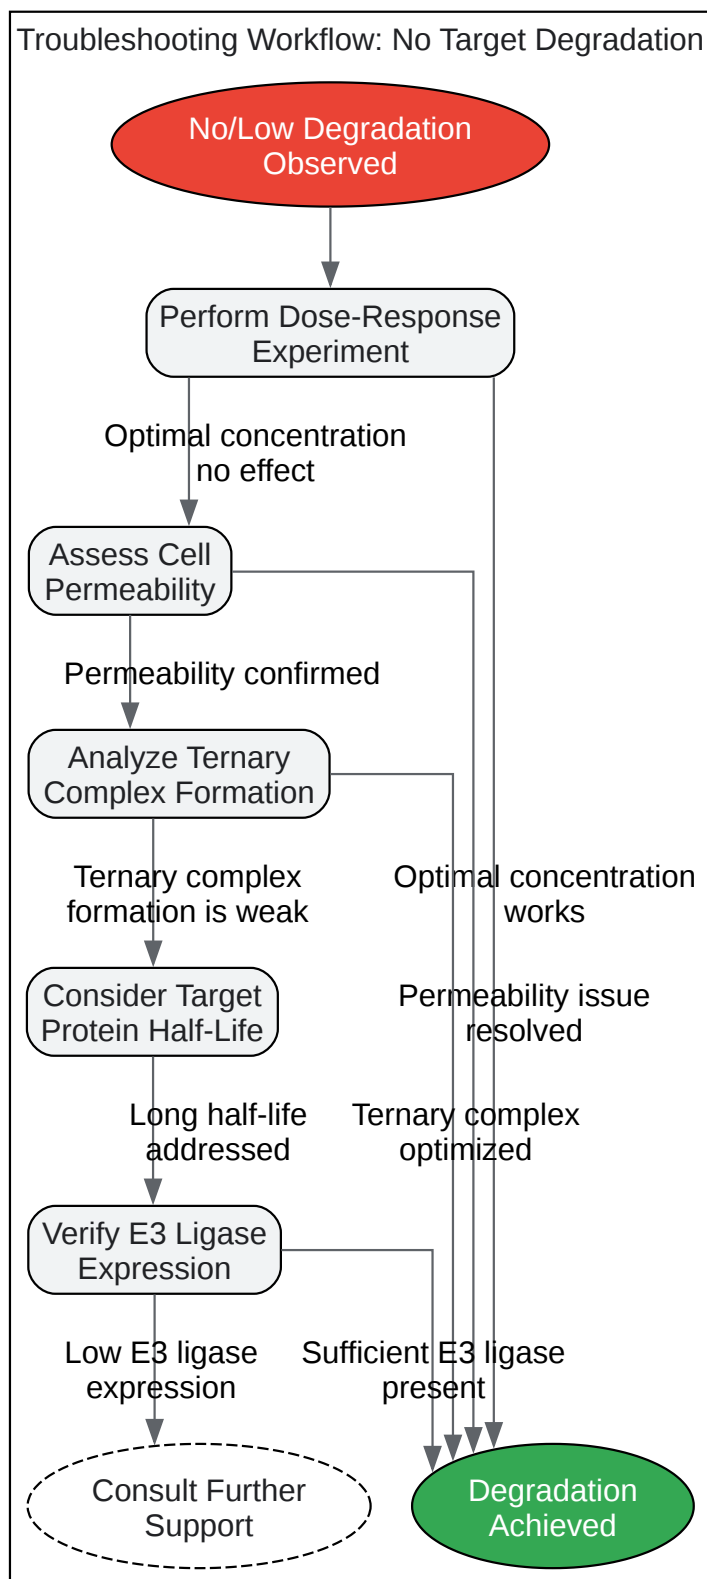 Troubleshooting Workflow: No Target Degradation
No/Low Degradation
Observed
Perform Dose-Response
Experiment
Optimal concentration
no effect
Assess Cell
Permeability
Permeability confirmed
Analyze Ternary
Complex Formation
Ternary complex
formation is weak
Optimal concentration
works
Consider Target
Protein Half-Life
Permeability issue
resolved
Long half-life
addressed
Ternary complex
optimized
Verify E3 Ligase
Expression
Low E3 ligase
expression
Sufficient E3 ligase
present
Consult Further
Support
Degradation
Achieved